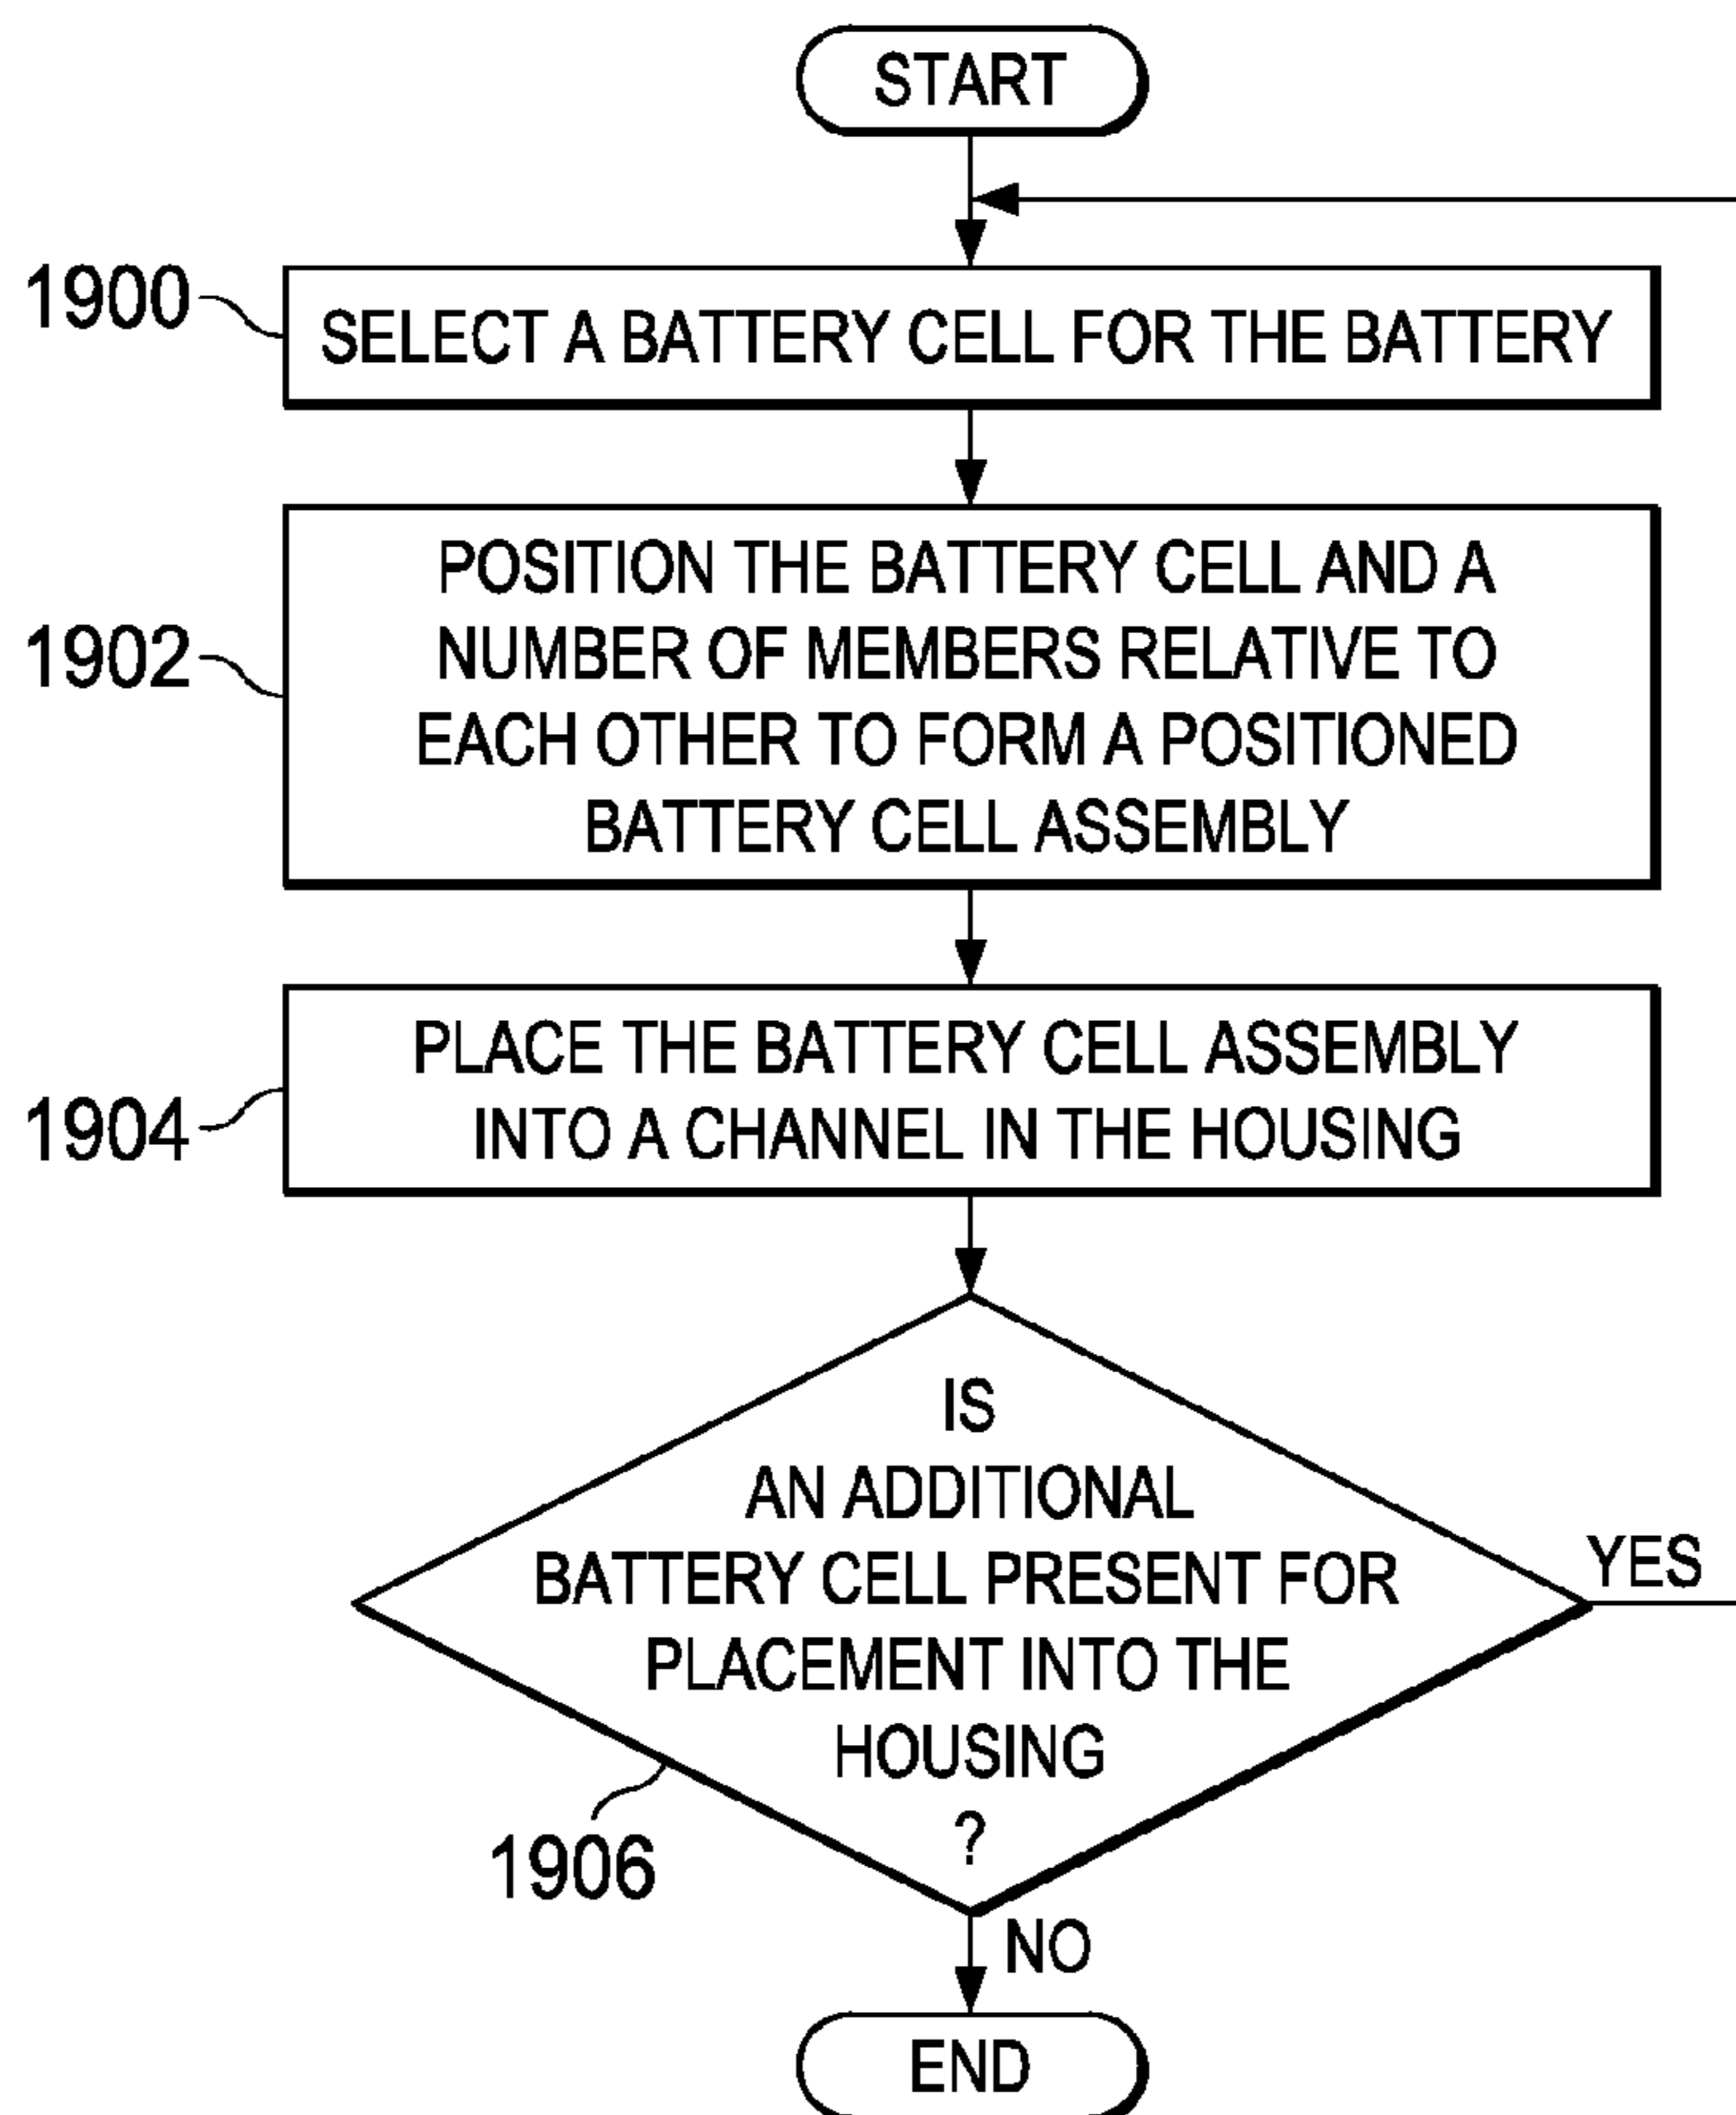 START
1900
SELECT A BATTERY CELL FOR THE BATTERY
1902
POSITION THE BATTERY CELL AND A
NUMBER OF MEMBERS RELATIVE TO
EACH OTHER TO FORM A POSITIONED
BATTERY CELL ASSEMBLY
1904
PLACE THE BATTERY CELL ASSEMBLY
INTO A CHANNEL IN THE HOUSING
IS
AN ADDITIONAL
BATTERY CELL PRESENT FOR
PLACEMENT INTO THE
HOUSING
?
YES
1906
NO
END